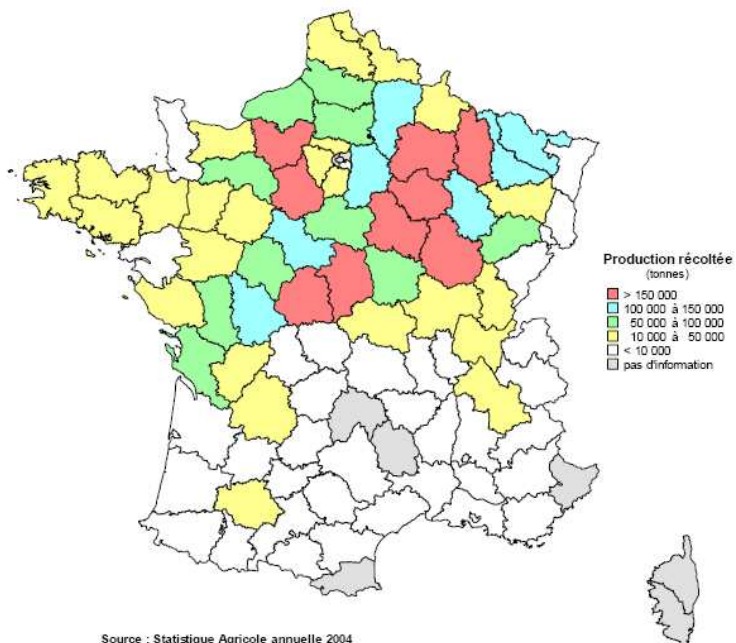 Production récoltée
(tonnes)
> 150 000
100 000 à 150 000
50 000 à 100 000
10 000 à 50 000
< 10 000
pas d'information
Source : Statistique Agricole annuelle 2004